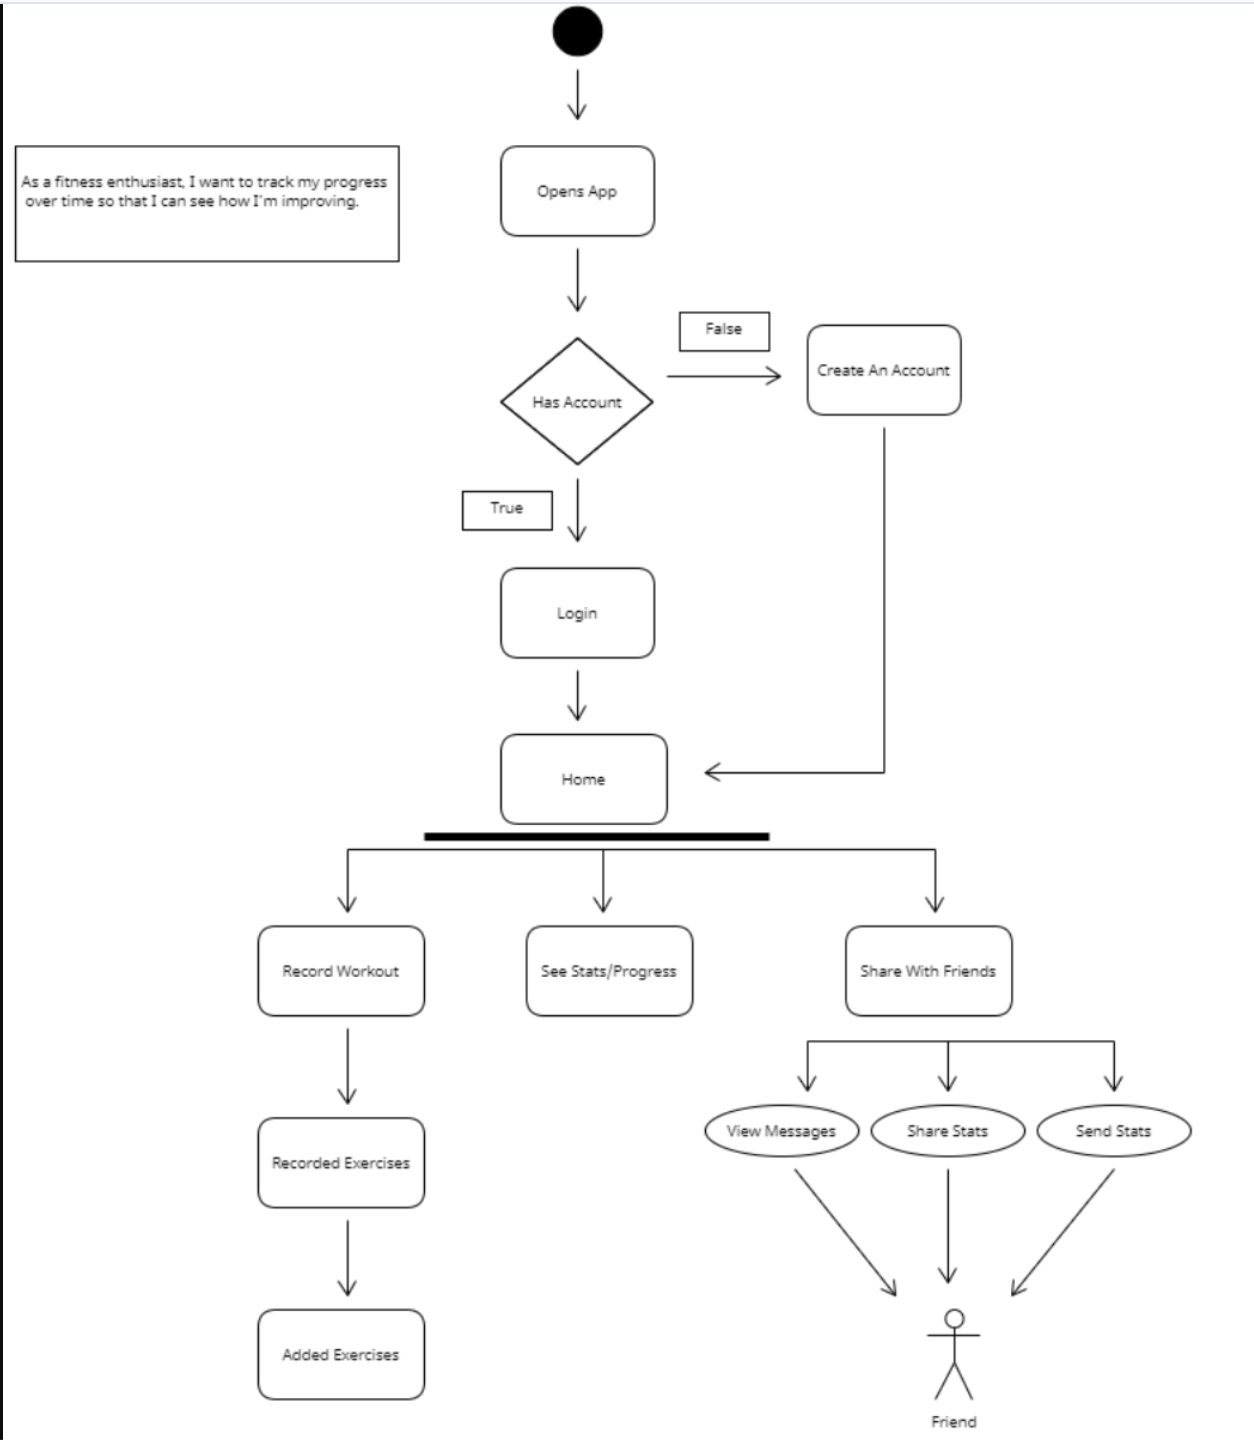 As a fitness enthusiast, I want to track my progress
over time so that I can see how I'm improving.
Opens App
False
Has Account
Create An Account
True
Login
Home
Record Workout
See Stats/Progress
Share With Friends
View Messages
Share Stats
Send Stats
Recorded Exercises
Added Exercises
Friend